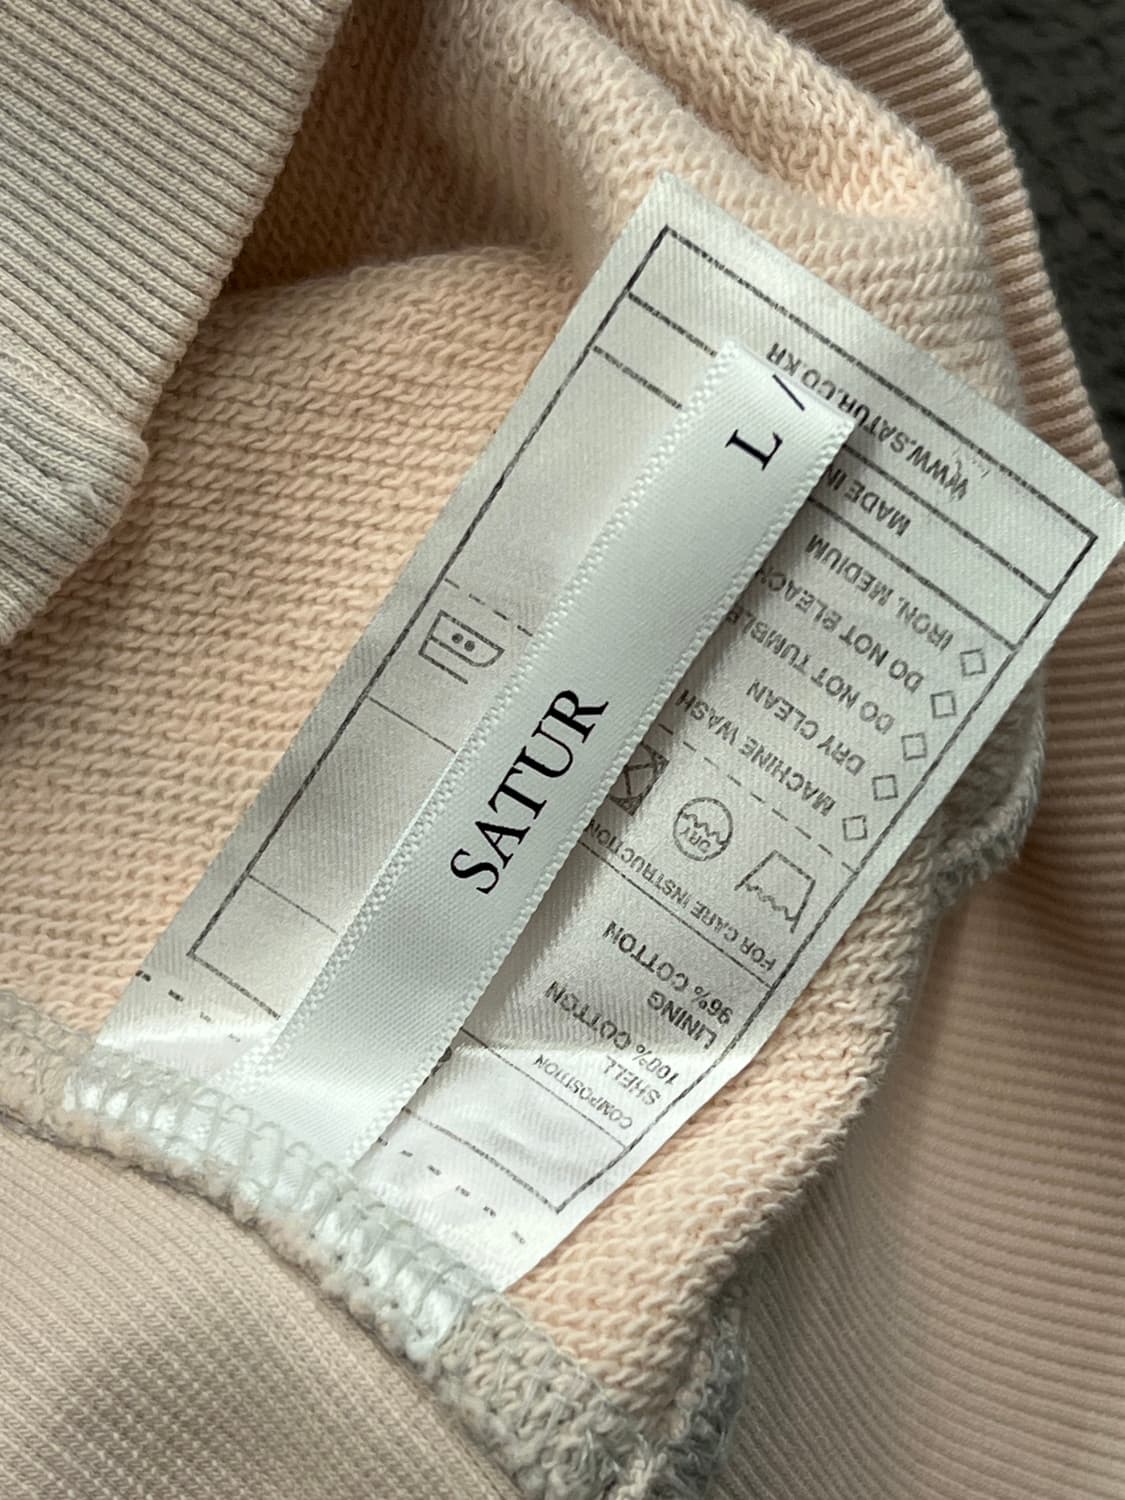 SATUR
L /
COMPOSITION
SHELL
100% COTTON
LINING
96% COTTON
FOR CARE INSTRUCTION
DRY
MACHINE WASH
DRY CLEAN
DO NOT TUMBLE
DO NOT BLEACH
IRON, MEDIUM
MADE IN
WWW.SATUR.CO.KR